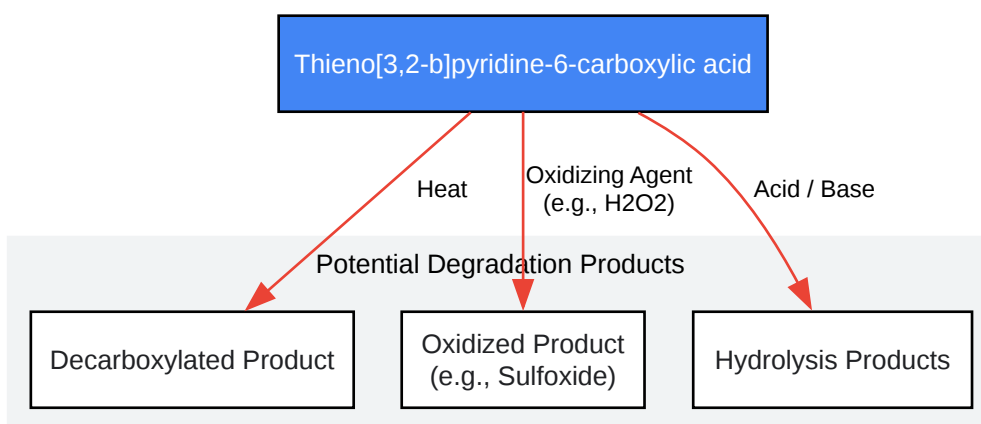 Thieno[3,2-b]pyridine-6-carboxylic acid
Heat
Oxidizing Agent
(e.g., H2O2)
Acid / Base
Potential Degradation Products
Decarboxylated Product
Oxidized Product
(e.g., Sulfoxide)
Hydrolysis Products